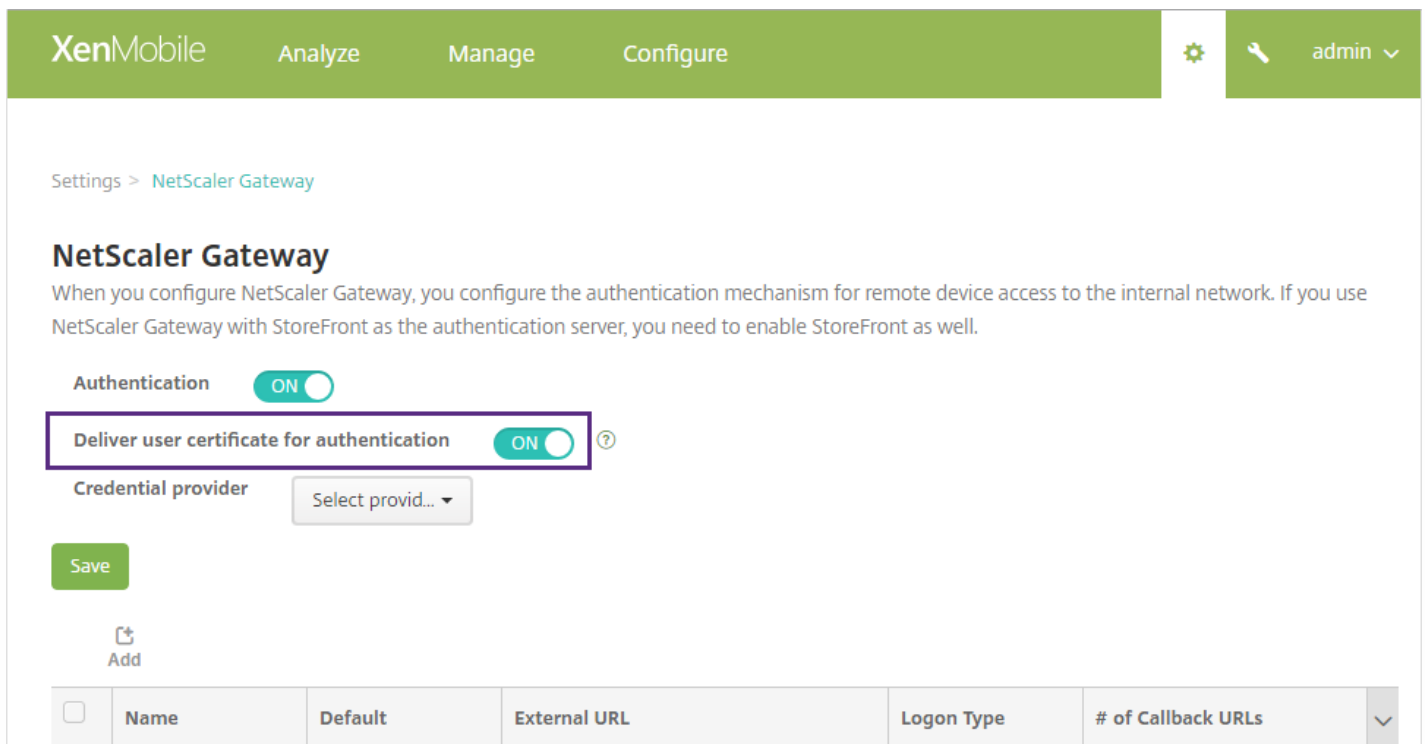 XenMobile Analyze Manage Configure admin
Settings > NetScaler Gateway
NetScaler Gateway
When you configure NetScaler Gateway, you configure the authentication mechanism for remote device access to the internal network. If you use
NetScaler Gateway with StoreFront as the authentication server, you need to enable StoreFront as well.
Authentication ON
Deliver user certificate for authentication ON ?
Credential provider Select provid...
Save
Add
Name Default External URL Logon Type # of Callback URLs